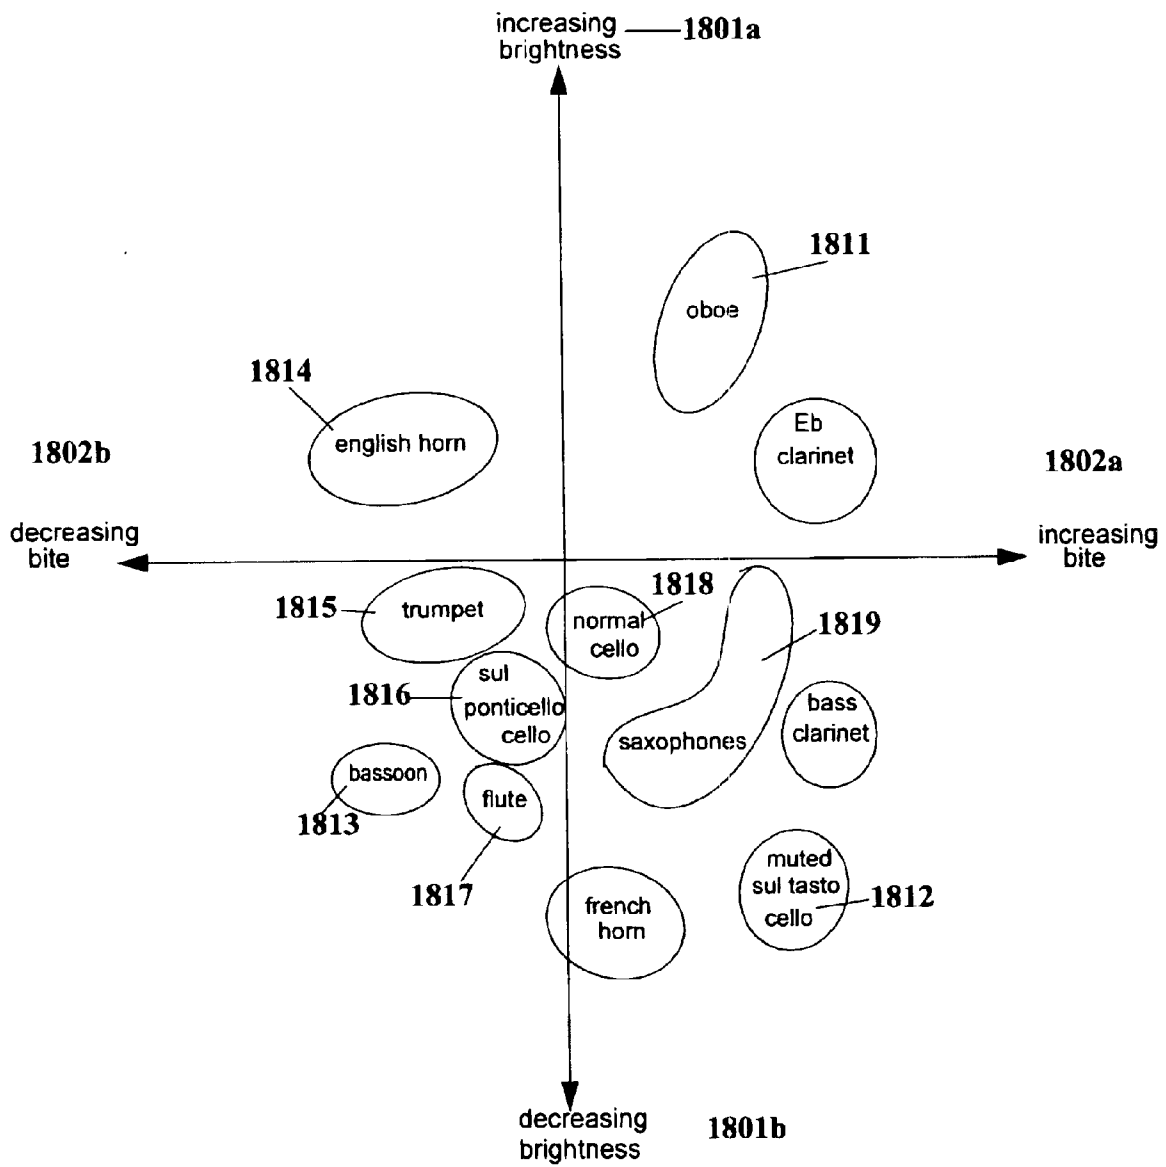 increasing
brightness
1801a
1811
oboe
1814
english horn
Eb
clarinet
1802b
1802a
decreasing
bite
increasing
bite
1815
trumpet
1818
normal
cello
1819
1816
sul
ponticello
cello
saxophones
bass
clarinet
bassoon
1813
flute
1817
french
horn
muted
sul tasto
cello
1812
decreasing
brightness
1801b